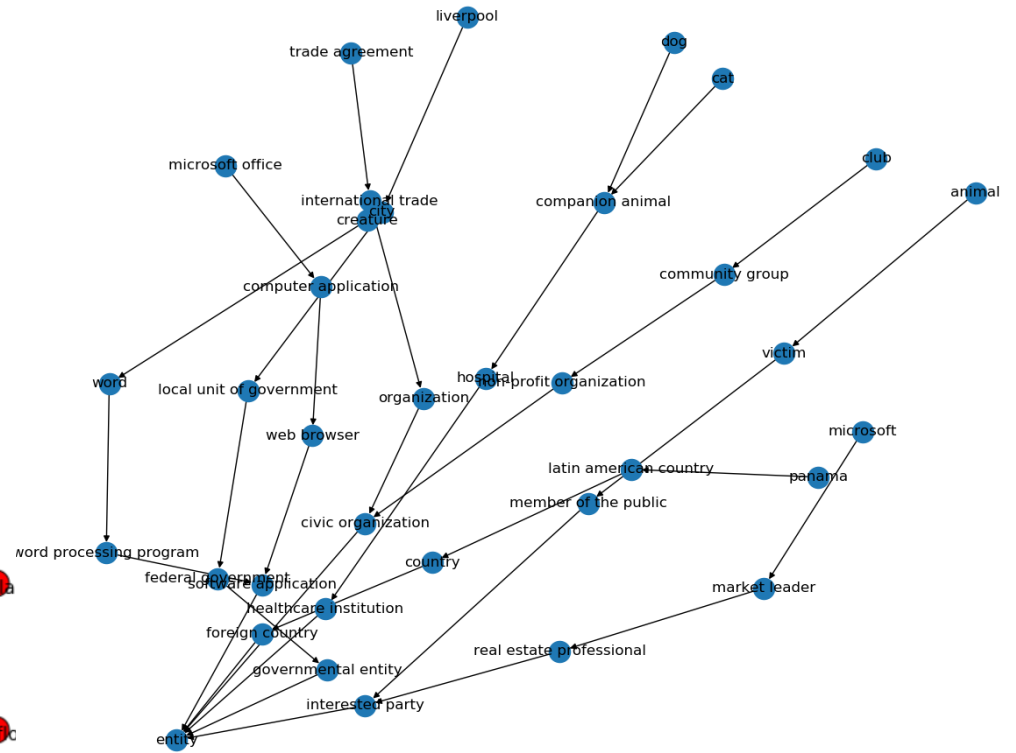 liverpool
trade agreement
dog
cat
microsoft office
club
animal
international trade
city
creature
companion animal
community group
computer application
victim
word
local unit of government
organization
hospital
non-profit organization
web browser
microsoft
latin american country
panama
member of the public
civic organization
word processing program
country
federal government
software application
la
market leader
healthcare institution
foreign country
real estate professional
governmental entity
interested party
fic
entity